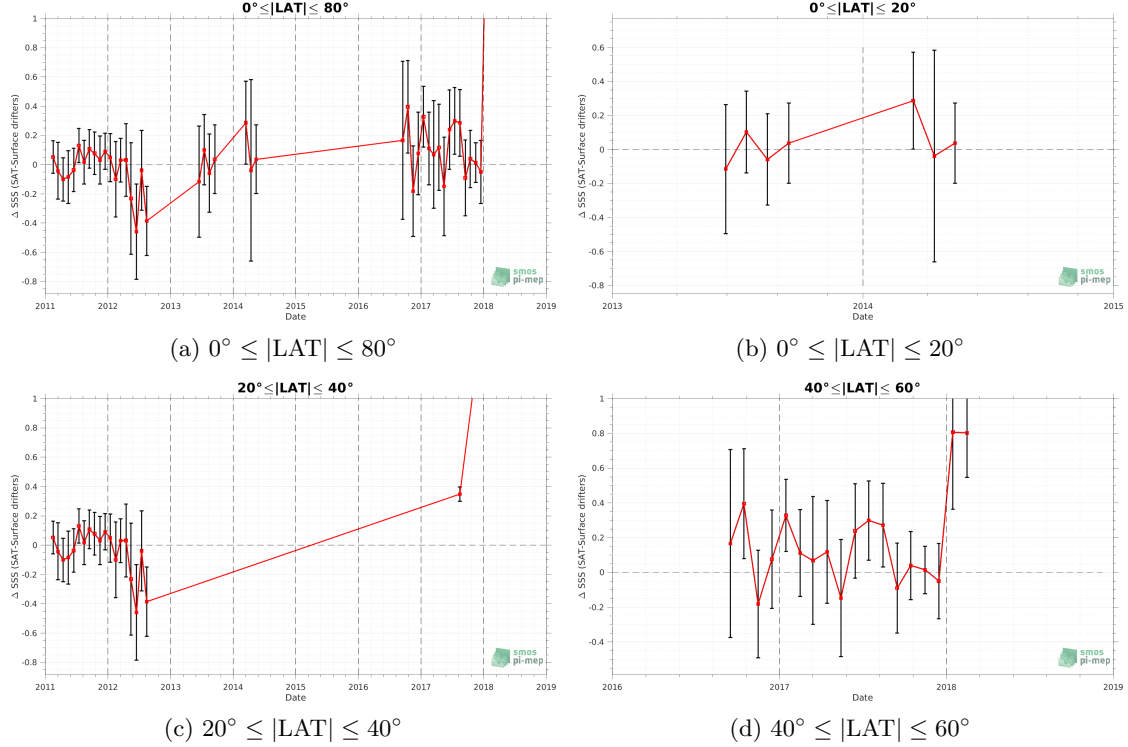 0°≤|LAT|≤ 80°
Δ SSS (SAT-Surface drifters)
1
0.8
0.6
0.4
0.2
0
-0.2
-0.4
-0.6
-0.8
2011 2012 2013 2014 2015 2016 2017 2018 2019
Date
smos
pi-mep
(a) 0° ≤ |LAT| ≤ 80°
0°≤|LAT|≤ 20°
Δ SSS (SAT-Surface drifters)
0.6
0.4
0.2
0
-0.2
-0.4
-0.6
-0.8
2013 2014 2015
Date
smos
pi-mep
(b) 0° ≤ |LAT| ≤ 20°
20°≤|LAT|≤ 40°
Δ SSS (SAT-Surface drifters)
1
0.8
0.6
0.4
0.2
0
-0.2
-0.4
-0.6
-0.8
2011 2012 2013 2014 2015 2016 2017 2018 2019
Date
smos
pi-mep
(c) 20° ≤ |LAT| ≤ 40°
40°≤|LAT|≤ 60°
Δ SSS (SAT-Surface drifters)
0.8
0.6
0.4
0.2
0
-0.2
0.4
2016 2017 2018 2019
Date
smos
pi-mep
(d) 40° ≤ |LAT| ≤ 60°